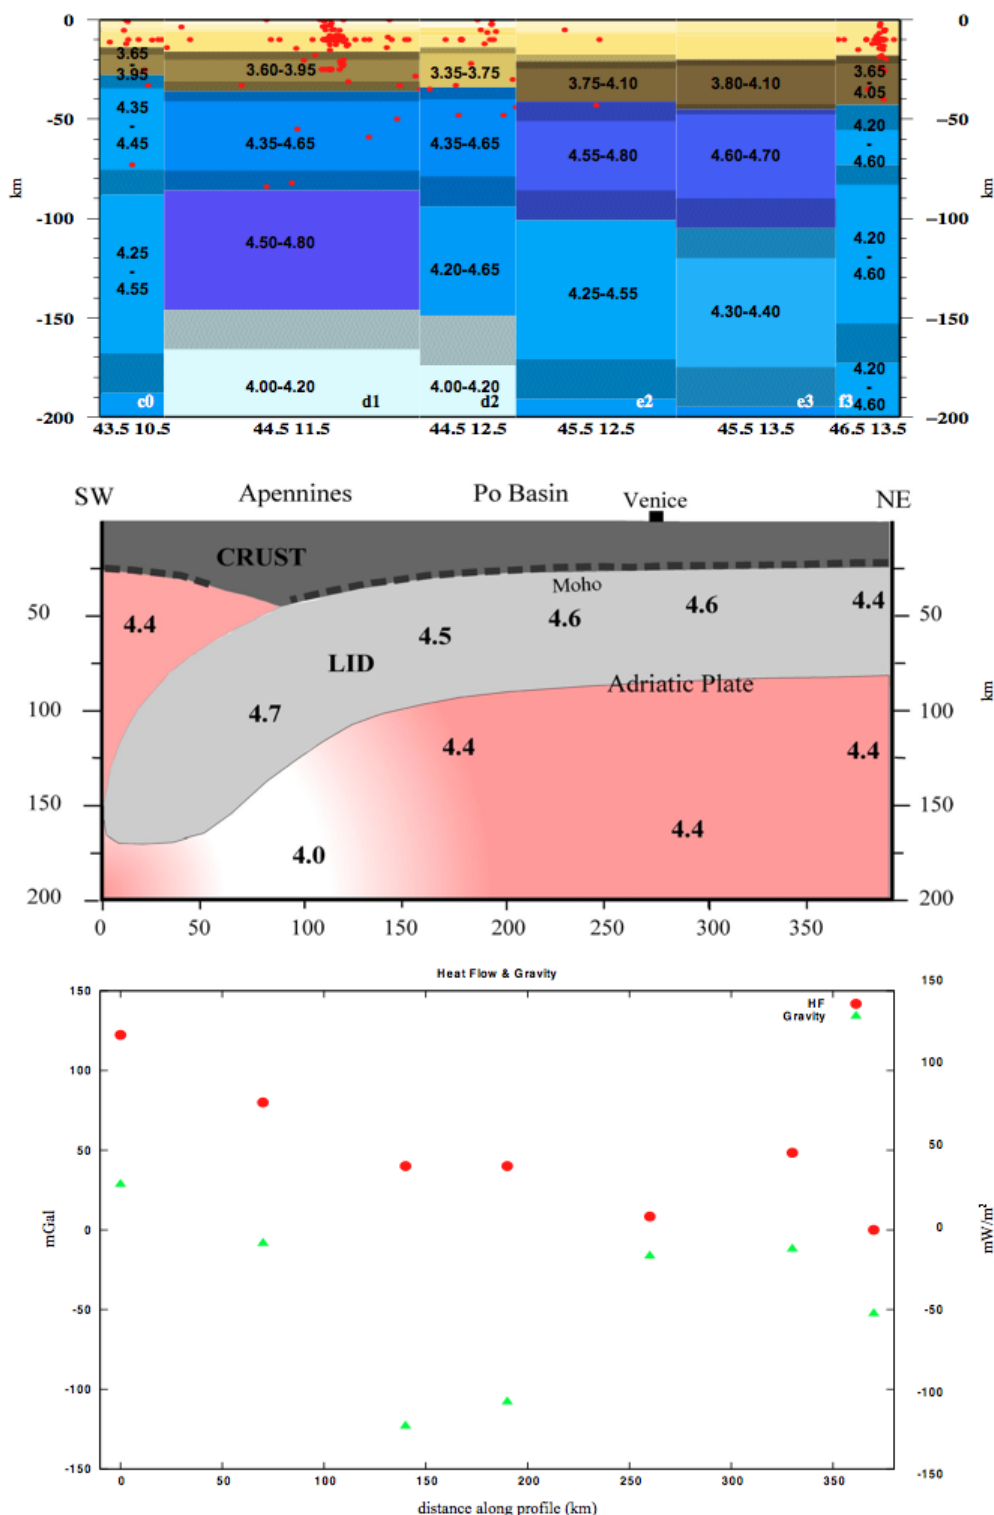 0 0
-50 −50
-100 −100
-150 −150
-200 −200
km km
3.65
-
3.95
3.60-3.95
3.35-3.75
3.75-4.10
3.80-4.10
3.65
-
4.05
4.35
-
4.45
4.35-4.65
4.35-4.65
4.55-4.80
4.60-4.70
4.20
-
4.60
4.25
-
4.55
4.50-4.80
4.20-4.65
4.25-4.55
4.30-4.40
4.20
-
4.60
4.00-4.20
4.00-4.20
4.20
-
4.60
c0 d1 d2 e2 e3 f3
43.5 10.5 44.5 11.5 44.5 12.5 45.5 12.5 45.5 13.5 46.5 13.5
SW Apennines Po Basin Venice NE
CRUST
Moho
50 4.4 4.5 4.6 4.6 4.4 50
LID
Adriatic Plate
km
100 4.7 4.4 4.4 100
150 4.0 4.4 150
200 200
0 50 100 150 200 250 300 350
Heat Flow & Gravity
HF
Gravity
150 150
100 100
50 50
0 0
-50 -50
-100 -100
-150 -150
mGal mW/m²
0 50 100 150 200 250 300 350
distance along profile (km)